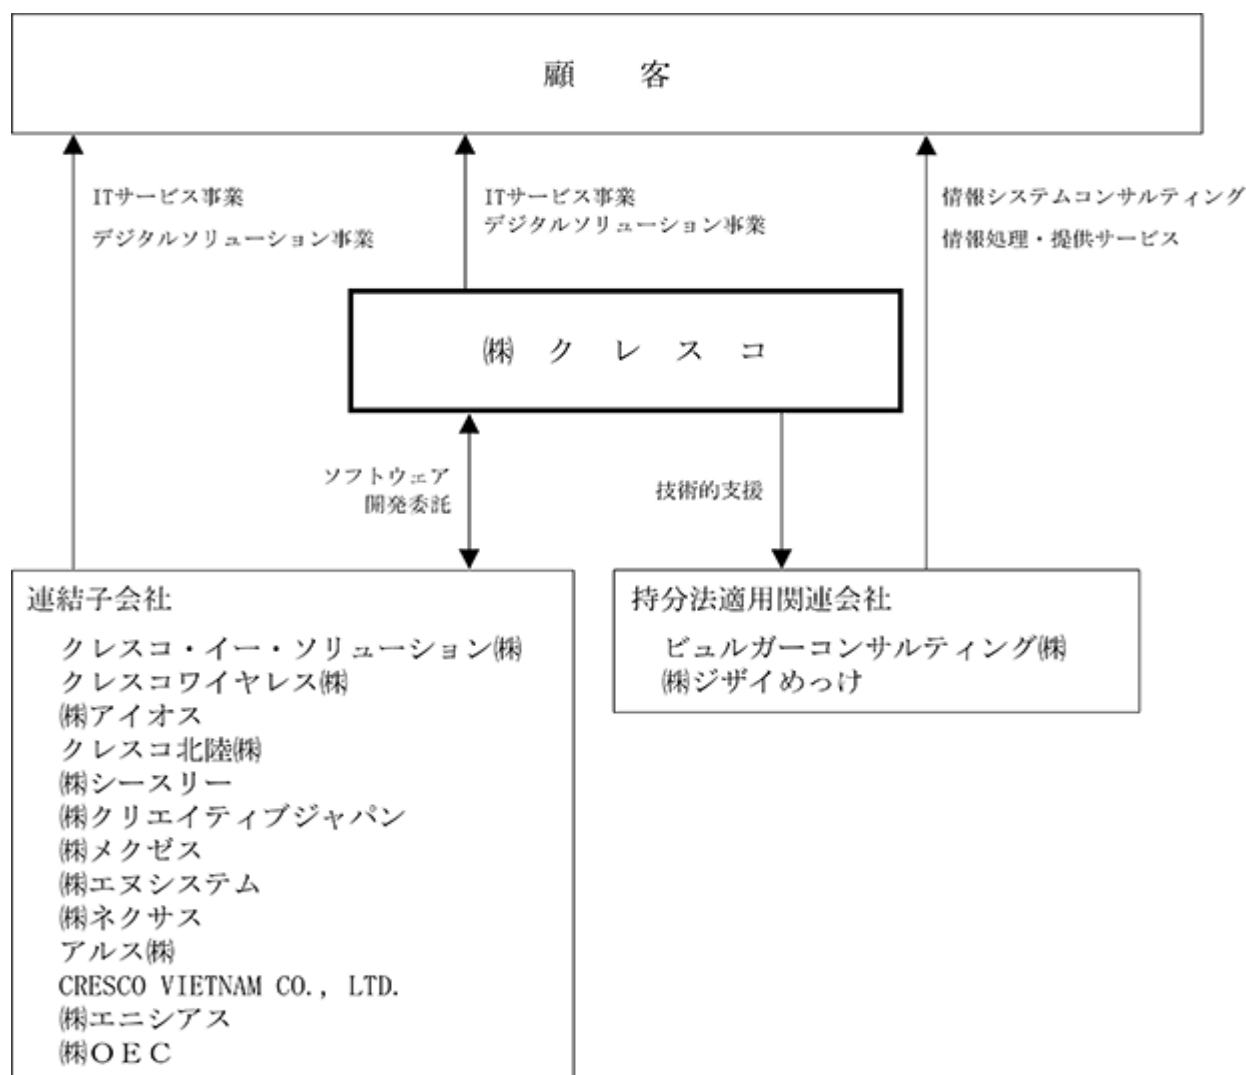 顧　客
ITサービス事業
デジタルソリューション事業
ITサービス事業
デジタルソリューション事業
情報システムコンサルティング
情報処理・提供サービス
㈱クレスコ
ソフトウェア
開発委託
技術的支援
連結子会社
クレスコ・イー・ソリューション㈱
クレスコワイヤレス㈱
㈱アイオス
クレスコ北陸㈱
㈱シースリー
㈱クリエイティブジャパン
㈱メクゼス
㈱エヌシステム
㈱ネクサス
アルス㈱
CRESCO VIETNAM CO., LTD.
㈱エニシアス
㈱ＯＥＣ
持分法適用関連会社
ビュルガーコンサルティング㈱
㈱ジザイめっけ